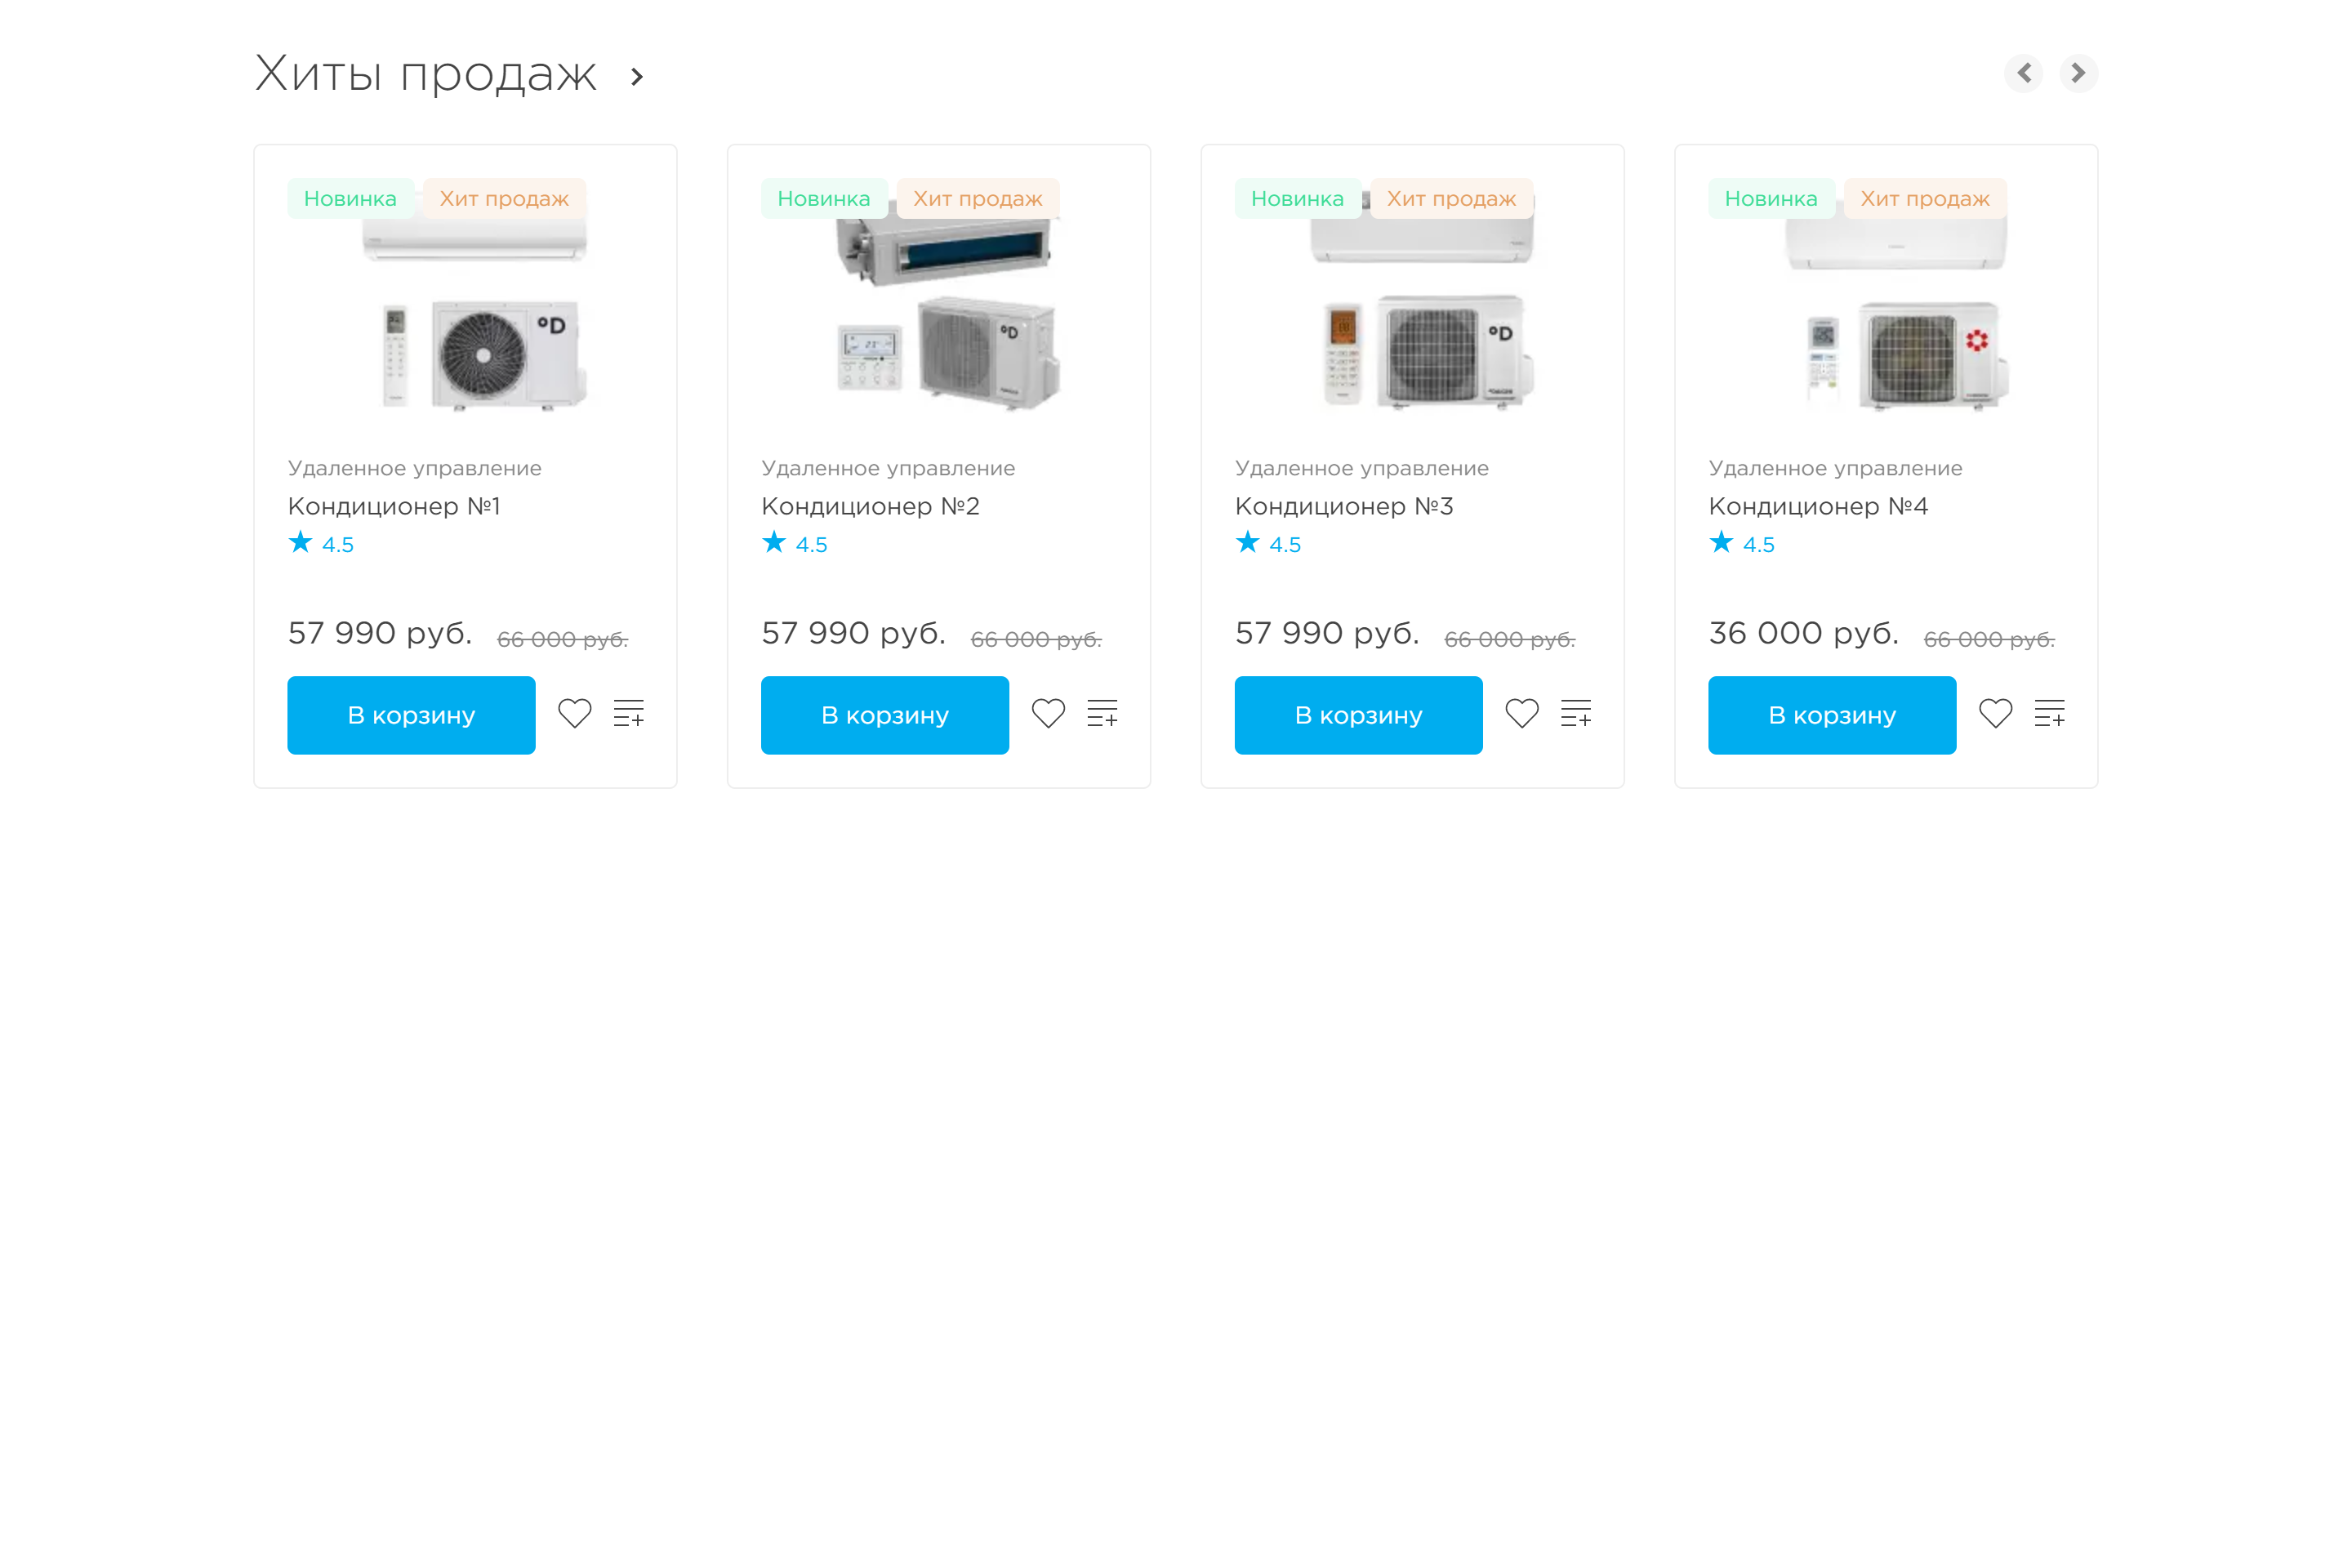 Хиты продаж
Новинка Хит продаж
Удаленное управление
Кондиционер №1
4.5
57 990 руб. 66 000 руб.
В корзину
Новинка Хит продаж
Удаленное управление
Кондиционер №2
4.5
57 990 руб. 66 000 руб.
В корзину
Новинка Хит продаж
Удаленное управление
Кондиционер №3
4.5
57 990 руб. 66 000 руб.
В корзину
Новинка Хит продаж
Удаленное управление
Кондиционер №4
4.5
36 000 руб. 66 000 руб.
В корзину